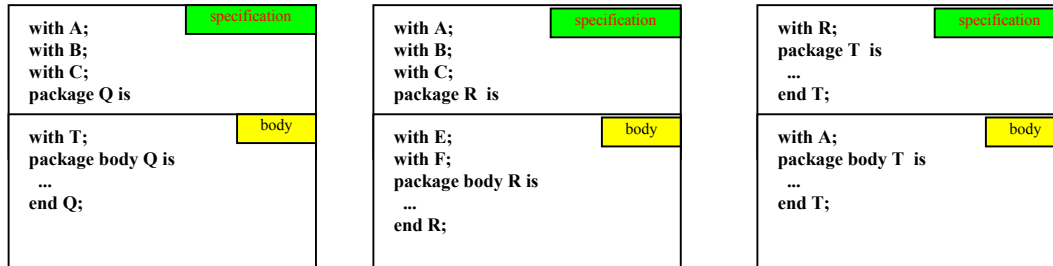 specification
with A;
with B;
with C;
package Q is
body
with T;
package body Q is
...
end Q;
specification
with A;
with B;
with C;
package R is
body
with E;
with F;
package body R is
...
end R;
specification
with R;
package T is
...
end T;
body
with A;
package body T is
...
end T;